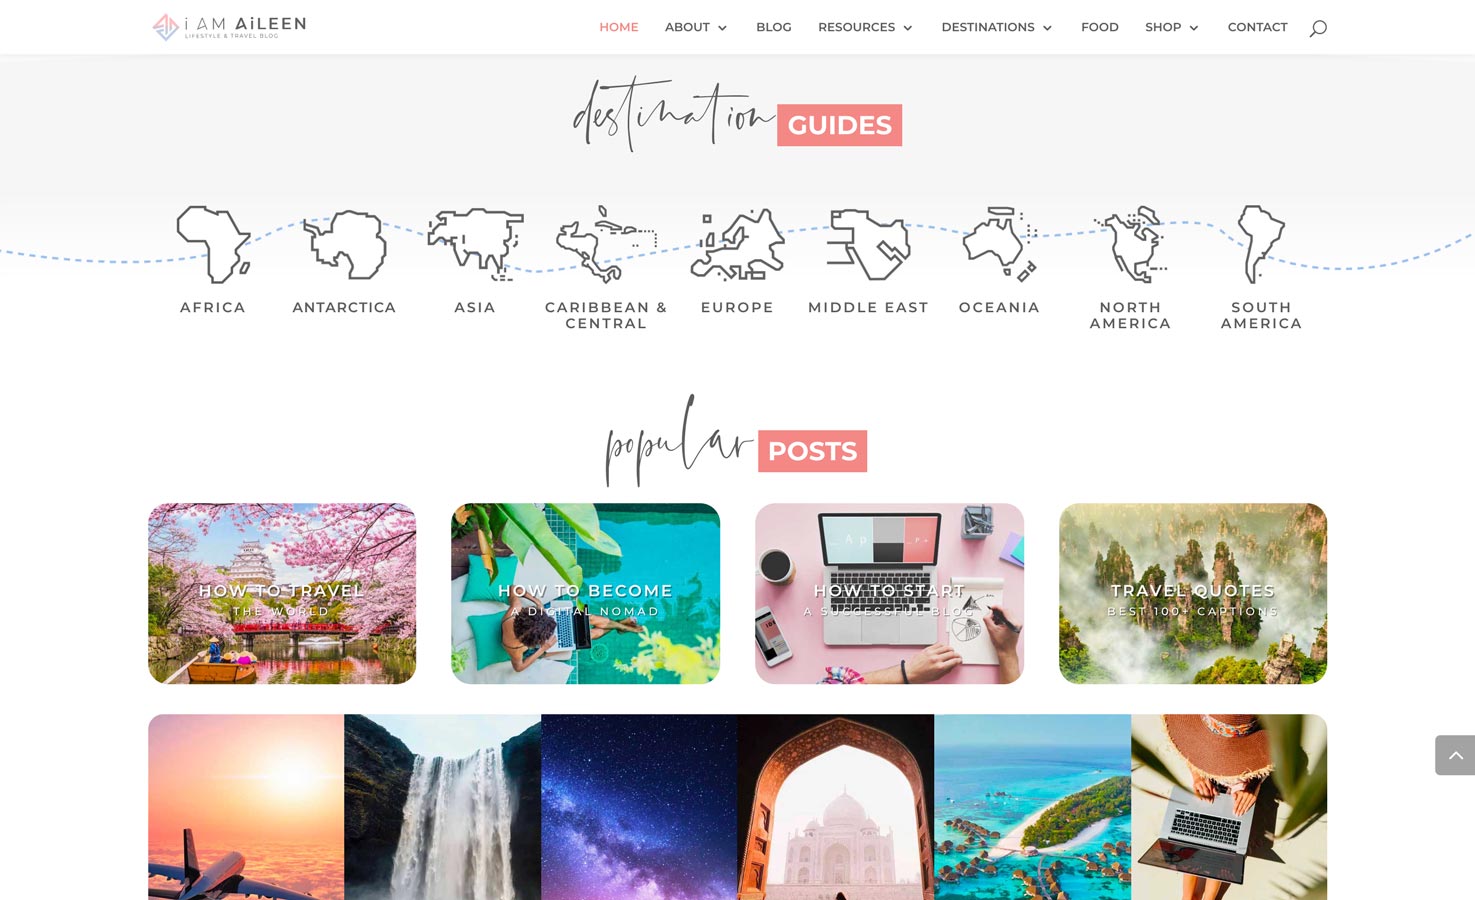 i AM AiLEEN
LIFESTYLE & TRAVEL BLOG
HOME ABOUT BLOG RESOURCES DESTINATIONS FOOD SHOP CONTACT
destination GUIDES
AFRICA
ANTARCTICA
ASIA
CARIBBEAN &
CENTRAL
EUROPE
MIDDLE EAST
OCEANIA
NORTH
AMERICA
SOUTH
AMERICA
popular POSTS
HOW TO TRAVEL
THE WORLD
HOW TO BECOME
A DIGITAL NOMAD
HOW TO START
A SUCCESSFUL BLOG
TRAVEL QUOTES
BEST 100+ CAPTIONS